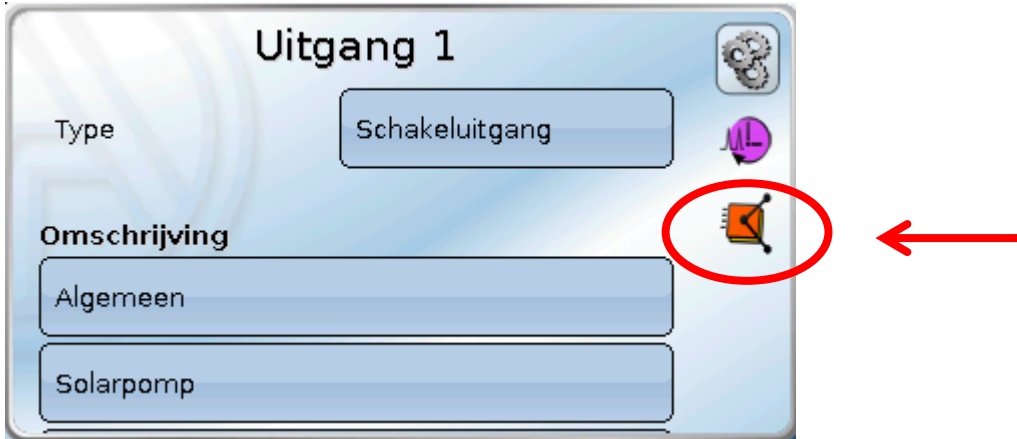 Uitgang 1
Type
Schakeluitgang
Omschrijving
Algemeen
Solarpomp